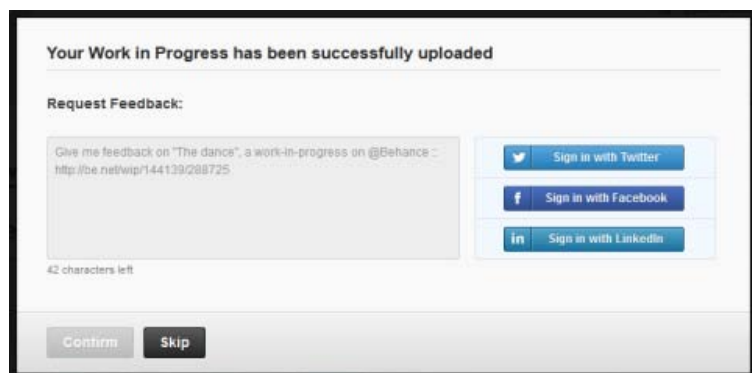 Your Work in Progress has been successfully uploaded
Request Feedback:
Give me feedback on "The dance", a work-in-progress on @Behance ::
http://be.net/wip/144139/288725
Sign in with Twitter
Sign in with Facebook
Sign in with LinkedIn
42 characters left
Confirm
Skip